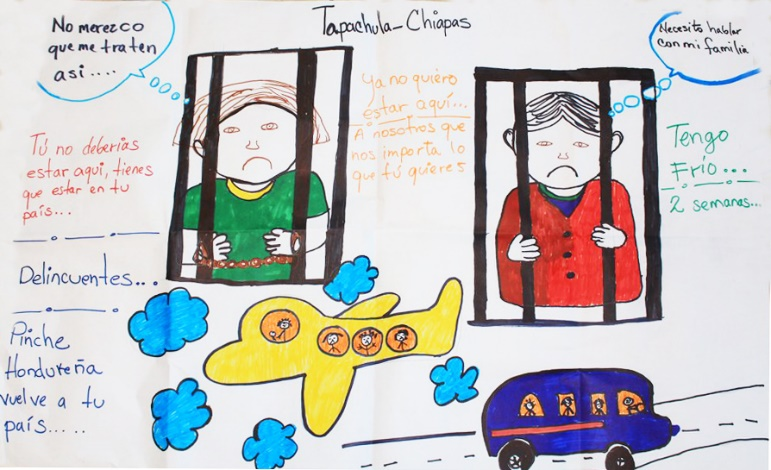 Tapachula - Chiapas
No merezco
que me traten
asi....
Necesito hablar
con mi familia
Ya no quiero
estar aquí...
A nosotros que
nos importa lo
que tú quieres
Tú no deberias
estar aqui, tienes
que estar en tu
país...
Tengo
Frío...
2 semanas...
Delincuentes...
Pinche
Hondureña
vuelve a tu
país.....